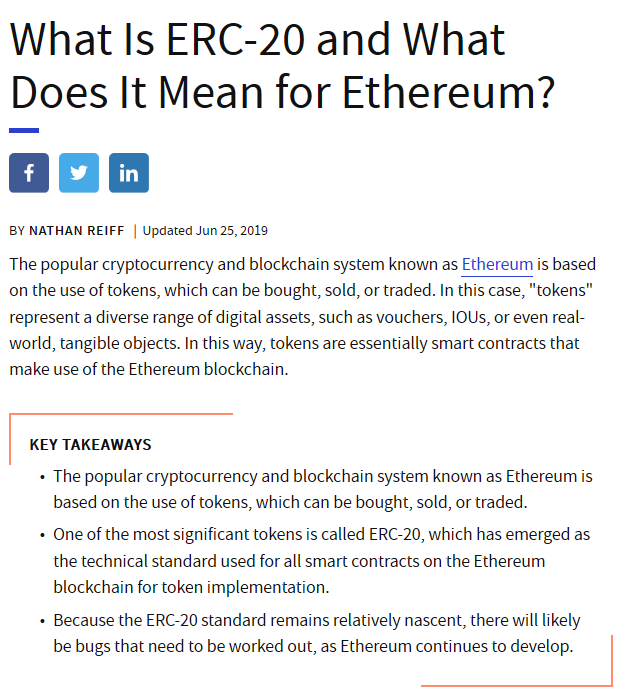 What Is ERC-20 and What
Does It Mean for Ethereum?
f
in
BY NATHAN REIFF | Updated Jun 25, 2019
The popular cryptocurrency and blockchain system known as Ethereum is based
on the use of tokens, which can be bought, sold, or traded. In this case, "tokens"
represent a diverse range of digital assets, such as vouchers, IOUs, or even real-
world, tangible objects. In this way, tokens are essentially smart contracts that
make use of the Ethereum blockchain.
KEY TAKEAWAYS
• The popular cryptocurrency and blockchain system known as Ethereum is
based on the use of tokens, which can be bought, sold, or traded.
• One of the most significant tokens is called ERC-20, which has emerged as
the technical standard used for all smart contracts on the Ethereum
blockchain for token implementation.
• Because the ERC-20 standard remains relatively nascent, there will likely
be bugs that need to be worked out, as Ethereum continues to develop.